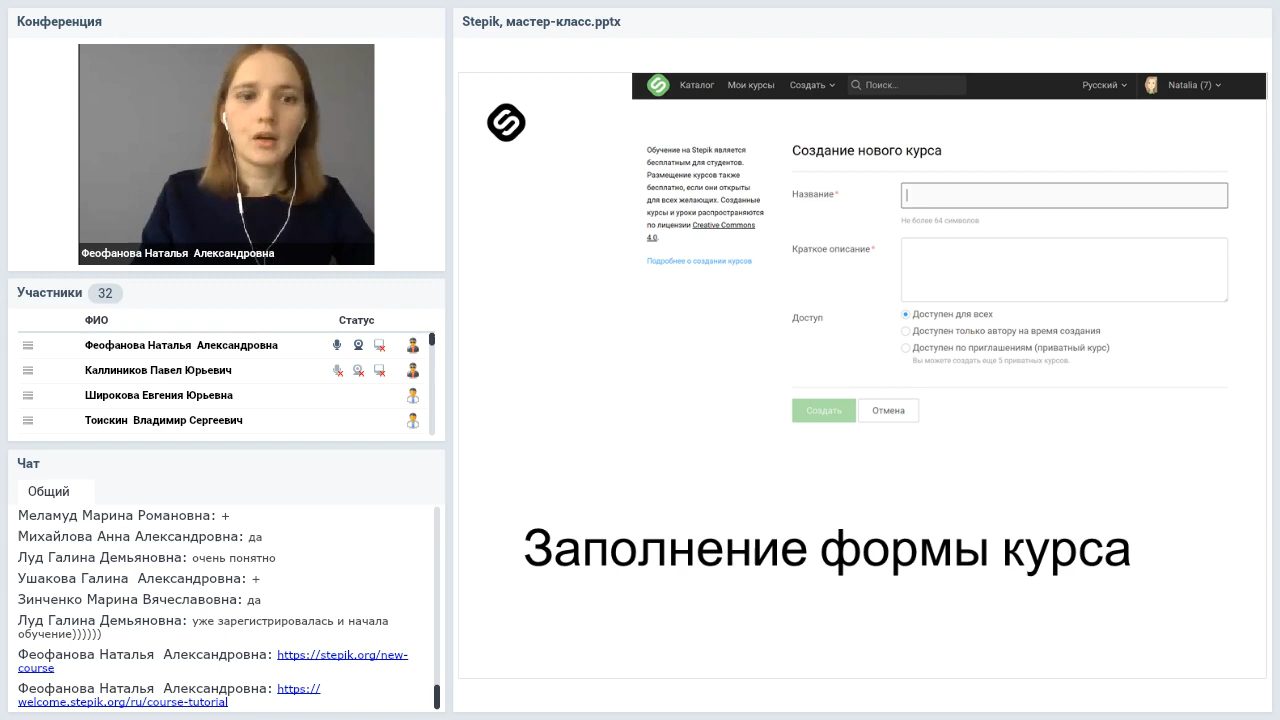 Конференция
Феофанова Наталья  Александровна
Участники 32
ФИО Статус
Феофанова Наталья  Александровна
Каллиников Павел Юрьевич
Широкова Евгения Юрьевна
Тоискин  Владимир Сергеевич
Чат
Общий
Меламуд Марина Романовна: +
Михайлова Анна Александровна: да
Луд Галина Демьяновна: очень понятно
Ушакова Галина  Александровна: +
Зинченко Марина Вячеславовна: да
Луд Галина Демьяновна: уже зарегистрировалась и начала
обучение))))))
Феофанова Наталья  Александровна: https://stepik.org/new-
course
Феофанова Наталья  Александровна: https://
welcome.stepik.org/ru/course-tutorial
Stepik, мастер-класс.pptx
Каталог Мои курсы Создать Поиск... Русский Natalia (7)
Обучение на Stepik является
бесплатным для студентов.
Размещение курсов также
бесплатно, если они открыты
для всех желающих. Созданные
курсы и уроки распространяются
по лицензии Creative Commons
4.0.
Подробнее о создании курсов
Создание нового курса
Название*
Не более 64 символов
Краткое описание*
Доступ
Доступен для всех
Доступен только автору на время создания
Доступен по приглашениям (приватный курс)
Вы можете создать еще 5 приватных курсов.
Создать Отмена
Заполнение формы курса